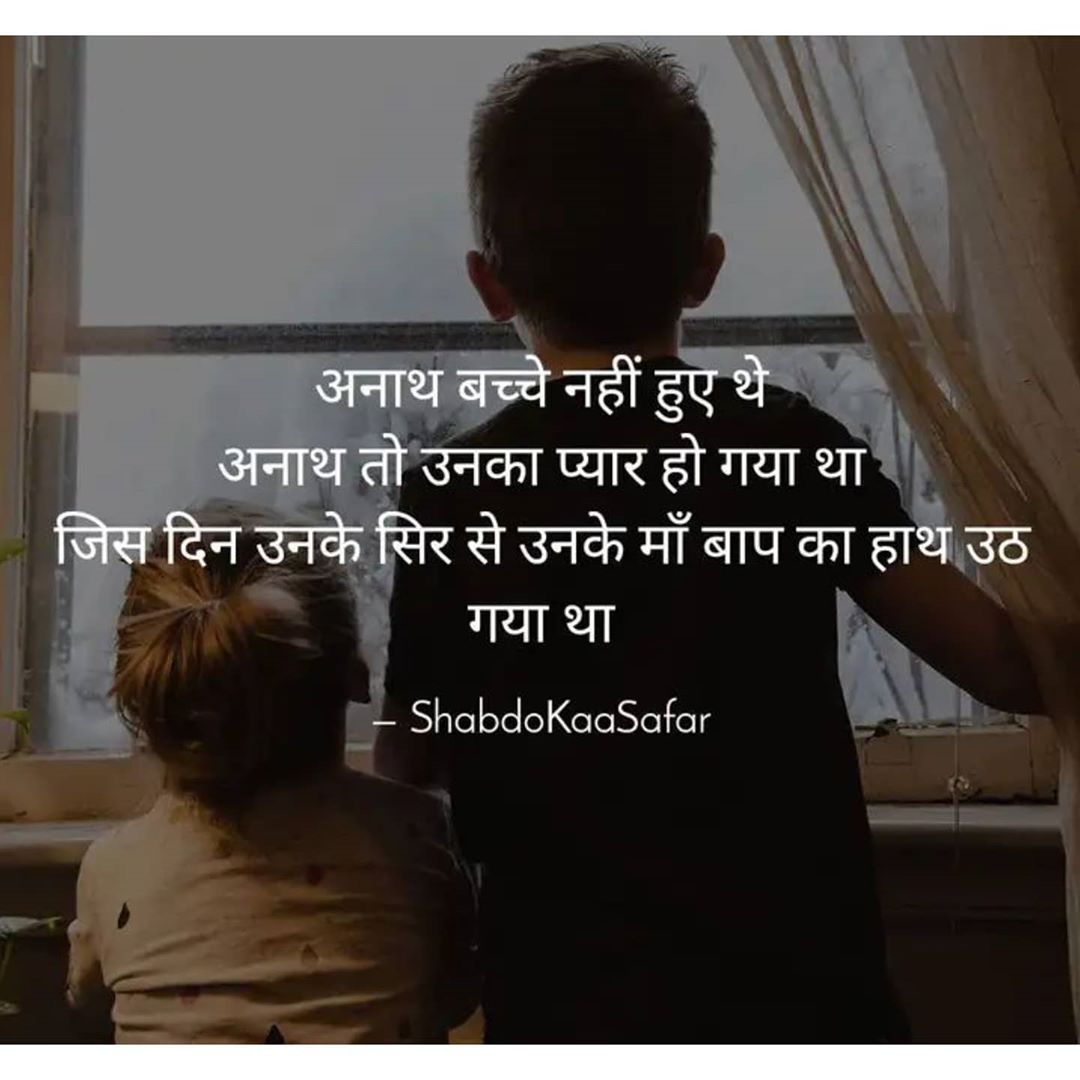 अनाथ बच्चे नहीं हुए थे
अनाथ तो उनका प्यार हो गया था
जिस दिन उनके सिर से उनके माँ बाप का हाथ उठ
गया था
– ShabdoKaaSafar